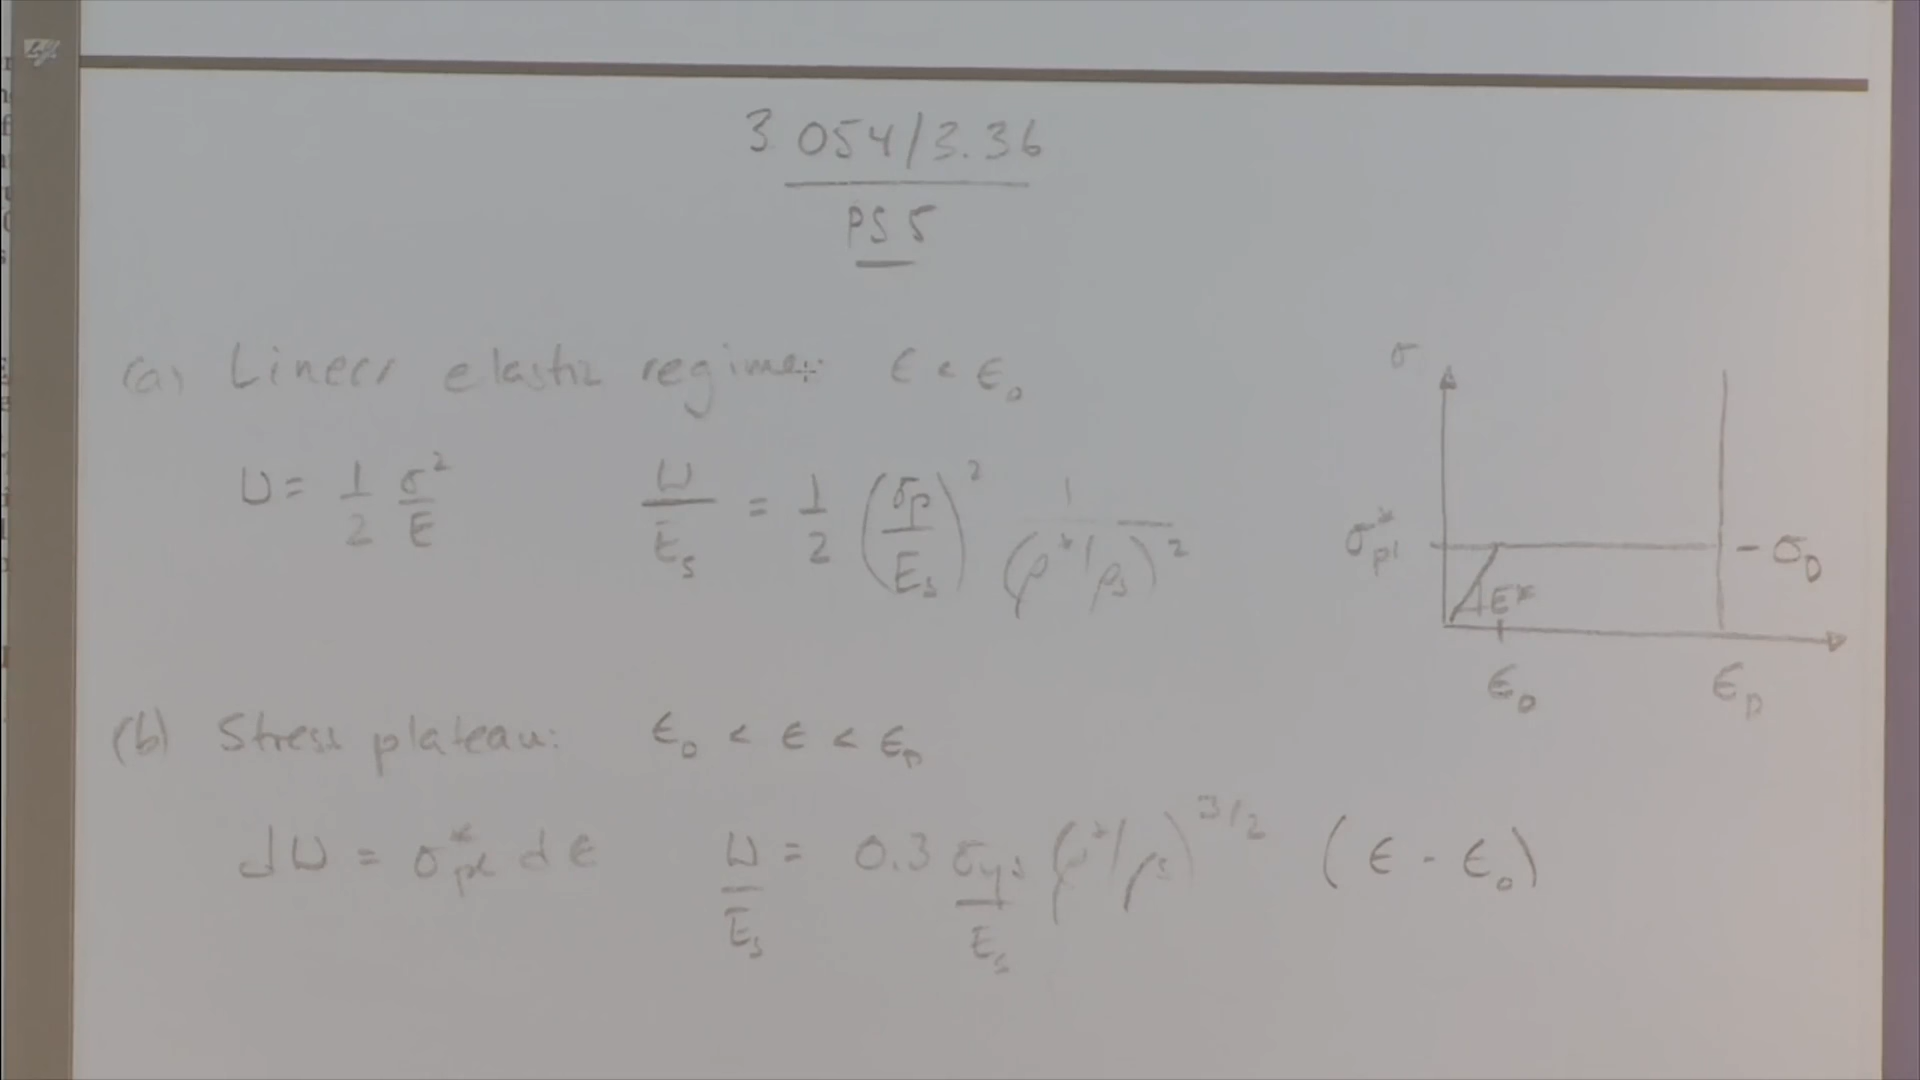 3 054/3.36
PS 5
(a) Linear elastic regime: ε < ε₀
U = 1/2 σ²/E W/Eₛ = 1/2 (σp/Eₛ)² 1/(ρ*/ρₛ)²
σ
σ*pl
E*
- σD
ε₀
εD
(b) Stress plateau: ε₀ < ε < εD
dW = σ*pl dε W/Eₛ = 0.3 σys/Eₛ (ρ*/ρₛ)^3/2 (ε - ε₀)